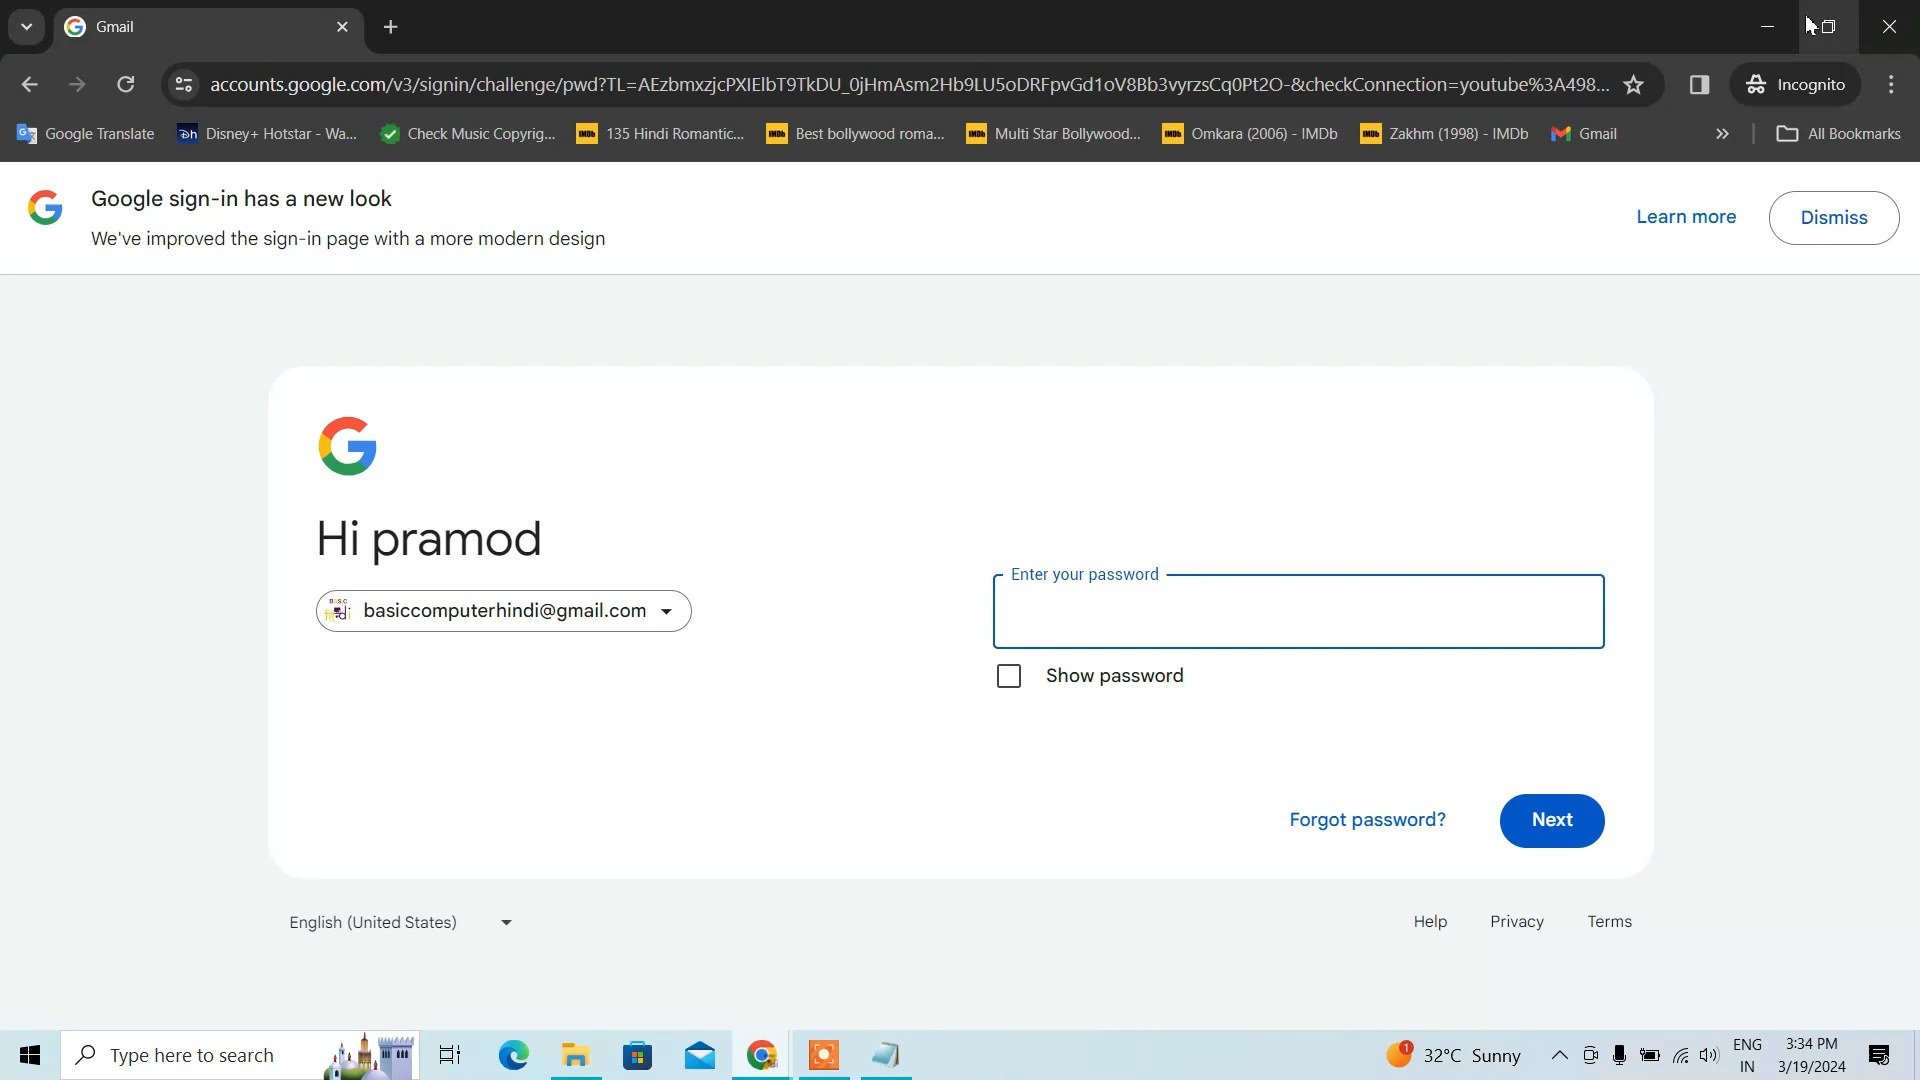 Gmail
accounts.google.com/v3/signin/challenge/pwd?TL=AEzbmxzjcPXIElbT9TkDU_0jHmAsm2Hb9LU5oDRFpvGd1oV8Bb3vyrzsCq0Pt2O-&checkConnection=youtube%3A498...
Incognito
Google Translate
Disney+ Hotstar - Wa...
Check Music Copyrig...
135 Hindi Romantic...
Best bollywood roma...
Multi Star Bollywood...
Omkara (2006) - IMDb
Zakhm (1998) - IMDb
Gmail
All Bookmarks
Google sign-in has a new look
We've improved the sign-in page with a more modern design
Learn more
Dismiss
Hi pramod
basiccomputerhindi@gmail.com
Enter your password
Show password
Forgot password?
Next
English (United States)
Help
Privacy
Terms
Type here to search
1
32°C Sunny
ENG
IN
3:34 PM
3/19/2024